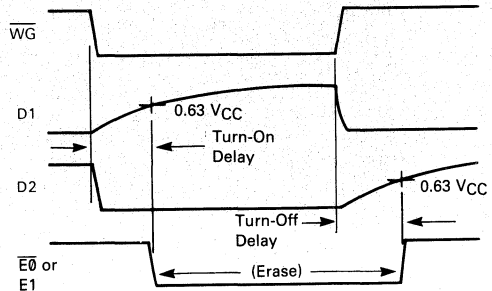 WG
D1
0.63 VCC
Turn-On
Delay
D2
0.63 VCC
Turn-Off
Delay
E0 or
E1
(Erase)